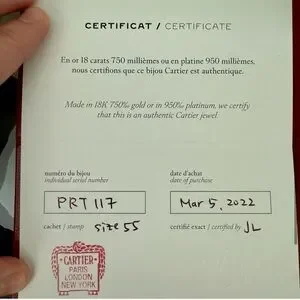 CERTIFICAT / CERTIFICATE
En or 18 carats 750 millièmes ou en platine 950 millièmes,
nous certifions que ce bijou Cartier est authentique.
Made in 18K 750‰ gold or in 950‰ platinum, we certify
that this is an authentic Cartier jewel.
numéro du bijou
individual serial number
PRT 117
date d'achat
date of purchase
Mar 5, 2022
cachet / stamp size 55
certifié exact / certified by JL
CARTIER
PARIS
LONDON
NEW YORK